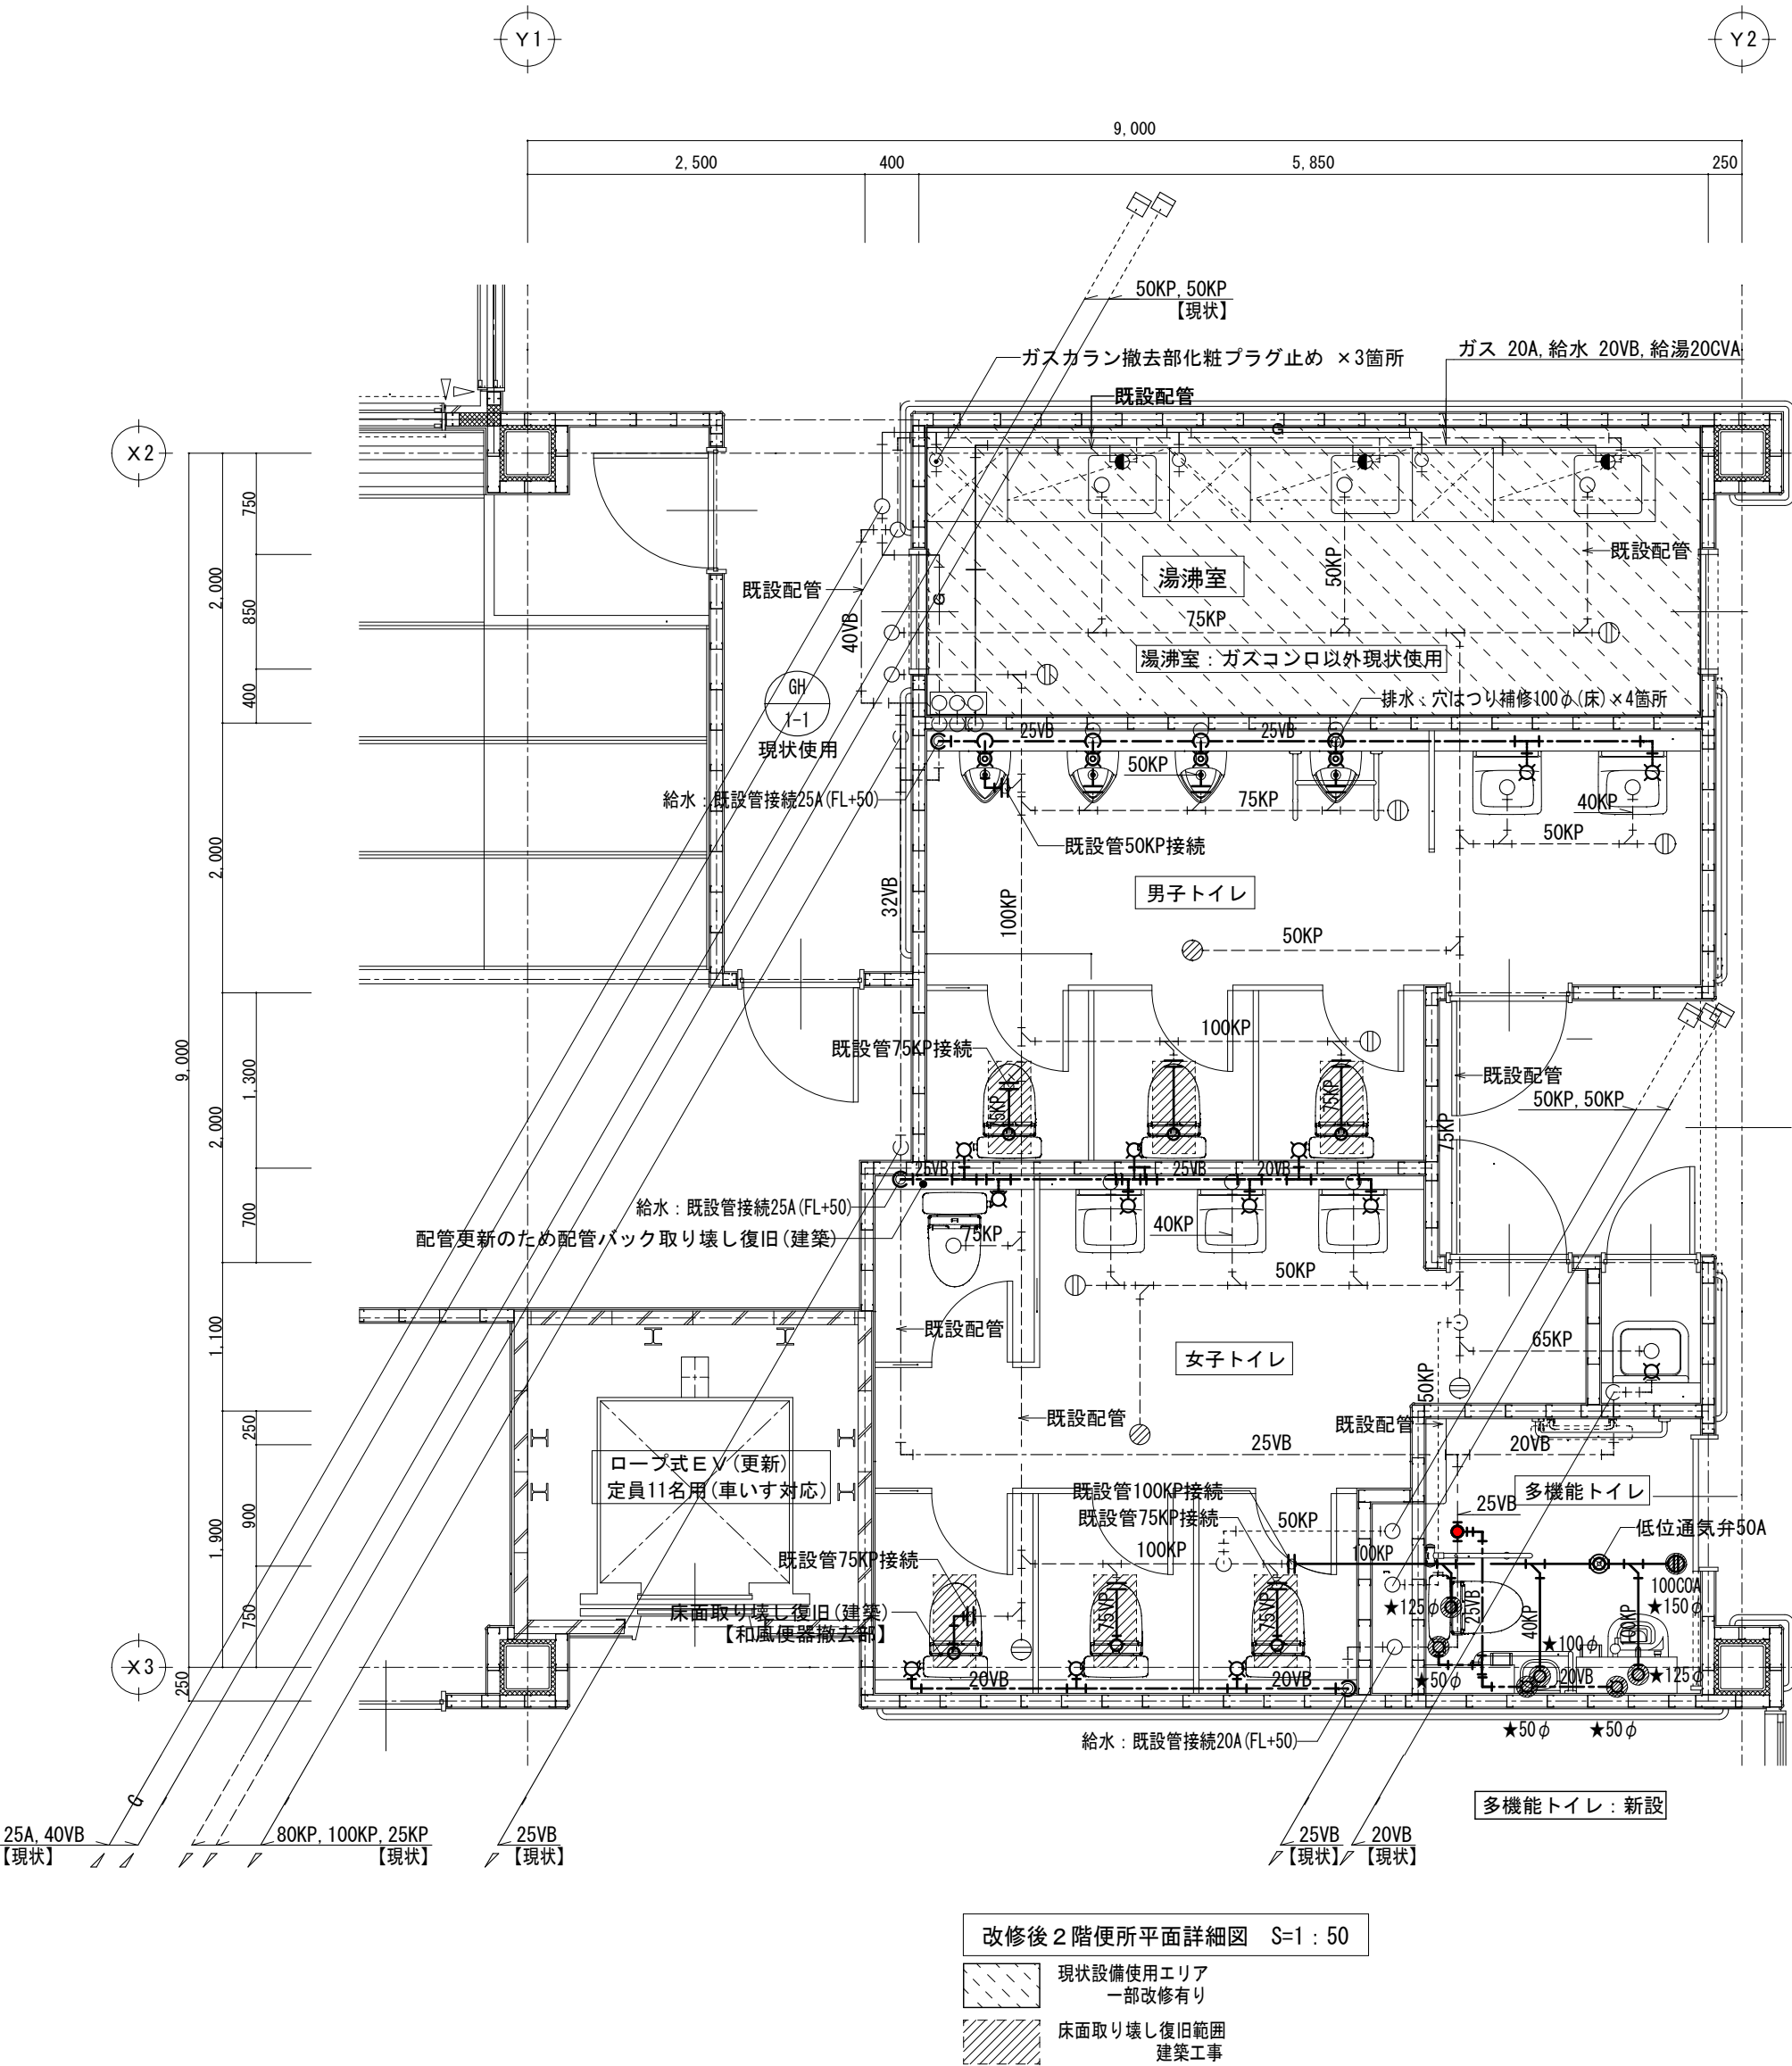 Y1
Y2
9,000
2,500
400
5,850
250
50KP, 50KP
【現状】
ガスカラン撤去部化粧プラグ止め ×3箇所
ガス 20A, 給水 20VB, 給湯20CVA
既設配管
G
X2
750
2,000
850
400
既設配管
40VB
G
湯沸室
50KP
既設配管
75KP
湯沸室：ガスコンロ以外現状使用
GH
1-1
現状使用
排水：穴はつり補修100φ(床)×4箇所
25VB
25VB
50KP
給水：既設管接続25A(FL+50)
75KP
40KP
50KP
既設管50KP接続
2,000
32VB
100KP
男子トイレ
50KP
9,000
1,300
2,000
100KP
既設管75KP接続
75KP
75KP
既設配管
50KP, 50KP
75KP
25VB
25VB
20VB
700
給水：既設管接続25A(FL+50)
配管更新のため配管パック取り壊し復旧(建築)
75KP
40KP
50KP
1,100
既設配管
女子トイレ
65KP
50KP
250
既設配管
既設配管
25VB
20VB
ロープ式EV(更新)
定員11名用(車いす対応)
既設管100KP接続
既設管75KP接続
多機能トイレ
25VB
50KP
低位通気弁50A
900
1,900
既設管75KP接続
100KP
100KP
100COA
★150φ
★125φ
25VB
40KP
100KP
750
床面取り壊し復旧(建築)
【和風便器撤去部】
75VP
75VP
★100φ
X3
250
20VB
20VB
★50φ
20VB
★125φ
★50φ
★50φ
給水：既設管接続20A(FL+50)
多機能トイレ：新設
G
25A, 40VB
【現状】
80KP, 100KP, 25KP
【現状】
25VB
【現状】
25VB
【現状】
20VB
【現状】
改修後２階便所平面詳細図 S=1：50
現状設備使用エリア
一部改修有り
床面取り壊し復旧範囲
建築工事